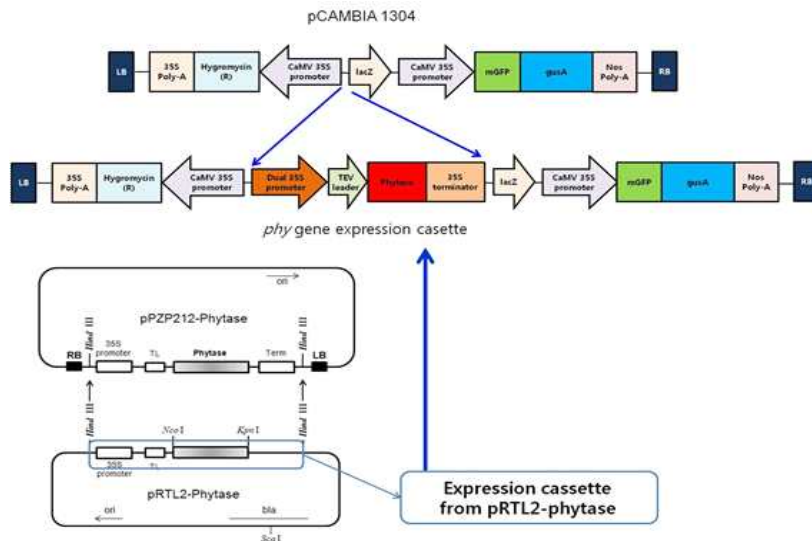 pCAMBIA 1304
LB
35S
Poly-A
Hygromycin
(R)
CaMV 35S
promoter
lacZ
CaMV 35S
promoter
mGFP
gusA
Nos
Poly-A
RB
LB
35S
Poly-A
Hygromycin
(R)
CaMV 35S
promoter
Dual 35S
promoter
TEV
leader
Phytase
35S
terminator
lacZ
CaMV 35S
promoter
mGFP
gusA
Nos
Poly-A
RB
phy gene expression casette
ori
pPZP212-Phytase
Hind III
Hind III
RB
35S
promoter
TL
Phytase
Term
LB
Hind III
Nco I
Kpn I
Hind III
35S
promoter
TL
pRTL2-Phytase
ori
bla
Sca I
Expression cassette
from pRTL2-phytase